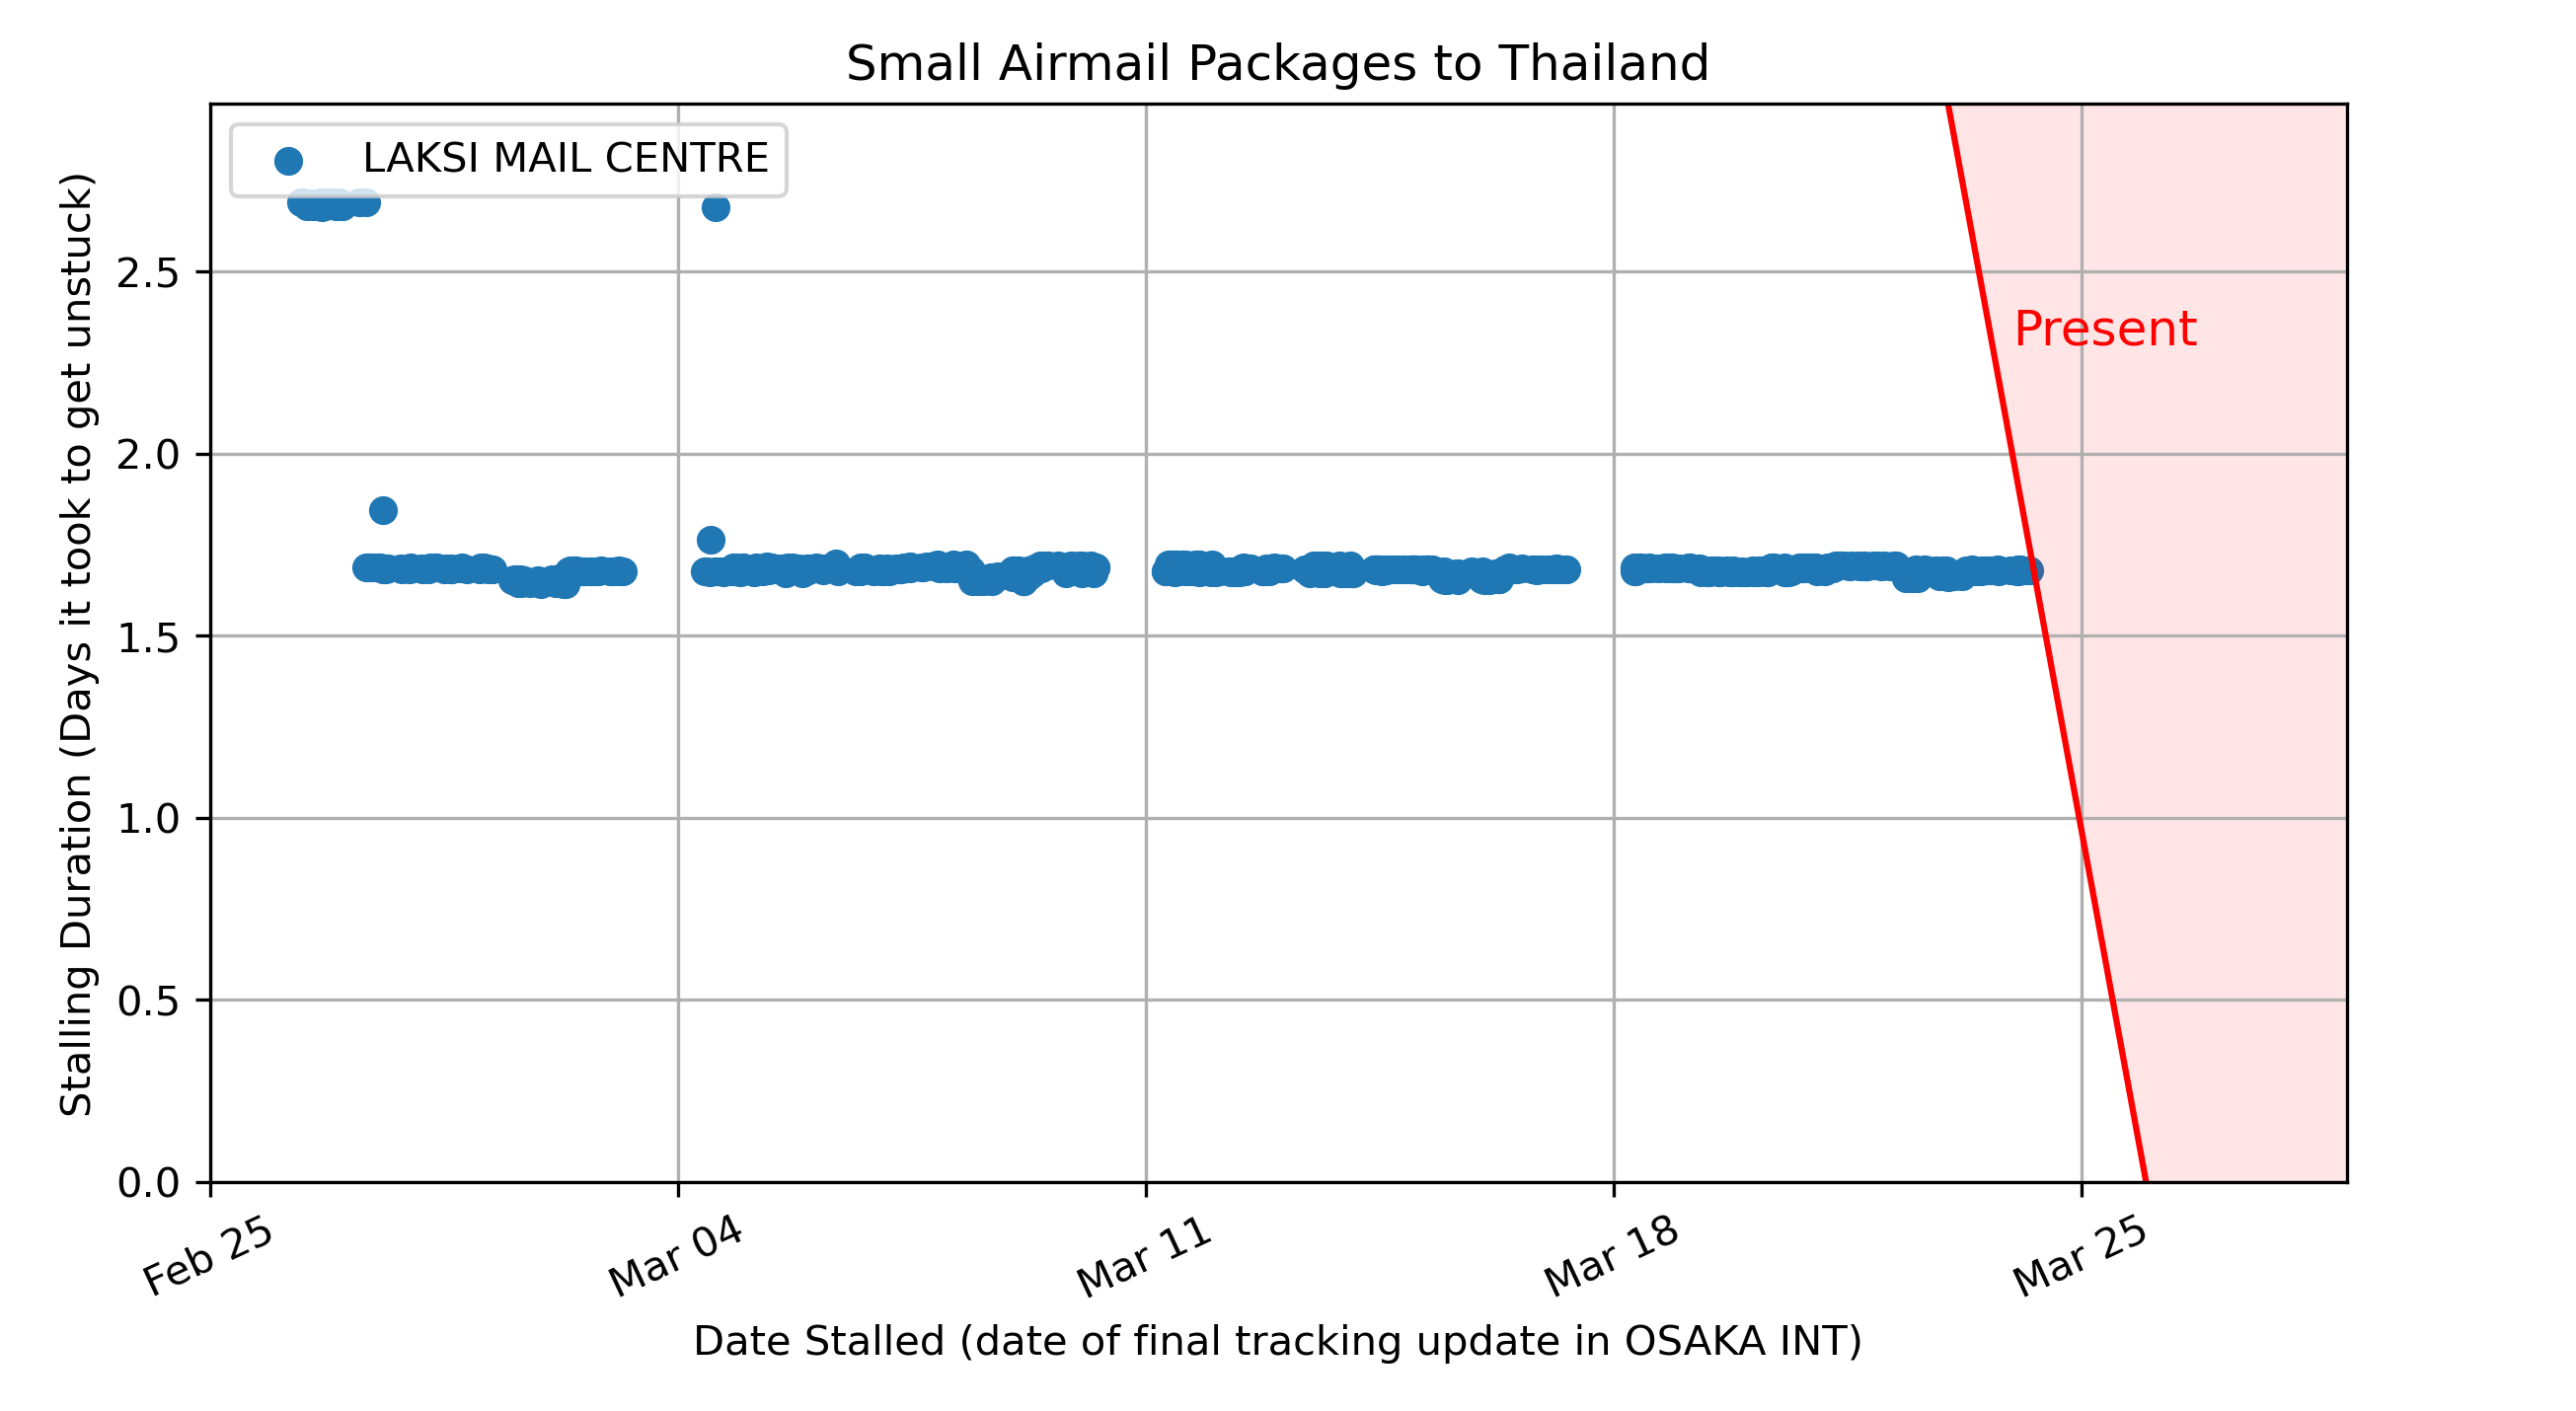 Small Airmail Packages to Thailand
LAKSI MAIL CENTRE
Present
Stalling Duration (Days it took to get unstuck)
2.5
2.0
1.5
1.0
0.5
0.0
Feb 25
Mar 04
Mar 11
Mar 18
Mar 25
Date Stalled (date of final tracking update in OSAKA INT)